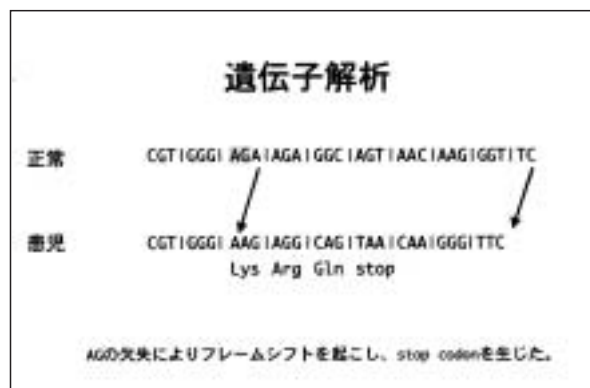 遺伝子解析
正常 CGT|GGG|AGA|AGA|GGC|AGT|AAC|AAG|GGT|TC
患児 CGT|GGG|AAG|AGG|CAG|TAA|CAA|GGG|TTC
Lys Arg Gln stop
AGの欠失によりフレームシフトを起こし、stop codonを生じた。